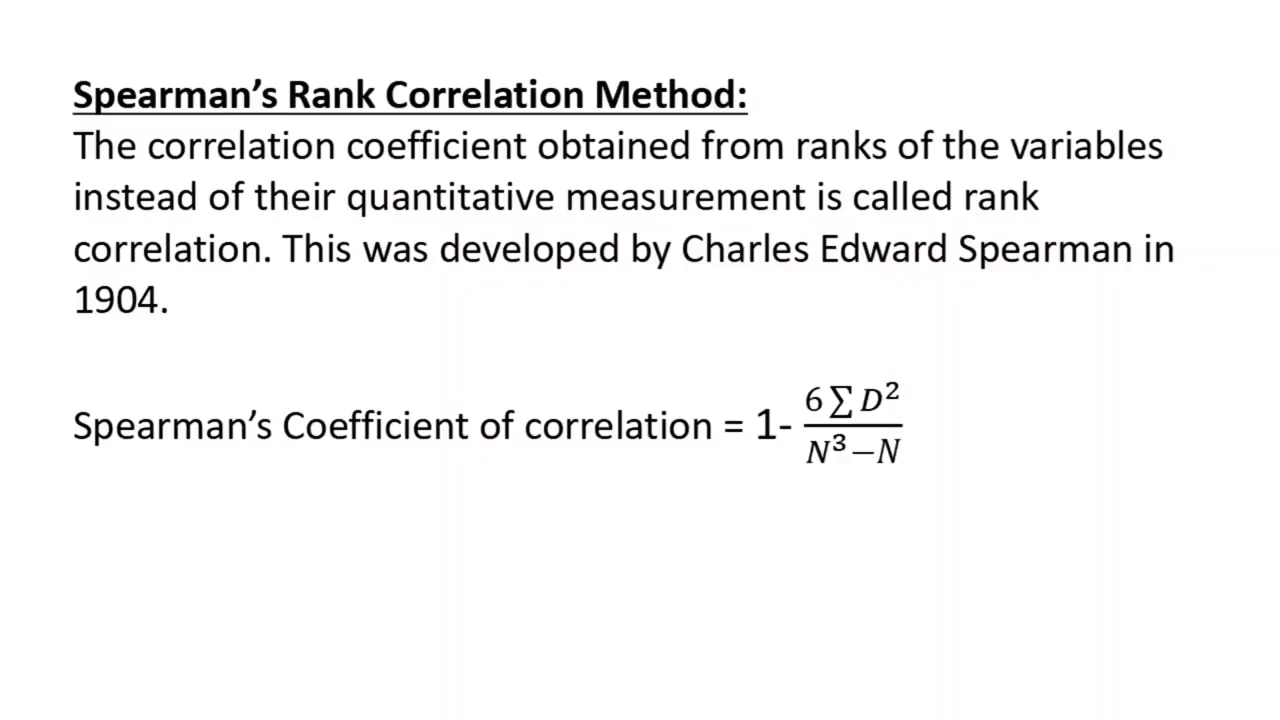 Spearman’s Rank Correlation Method:
The correlation coefficient obtained from ranks of the variables
instead of their quantitative measurement is called rank
correlation. This was developed by Charles Edward Spearman in
1904.
Spearman’s Coefficient of correlation = 1- \frac{6 ∑ D²}{N³−N}